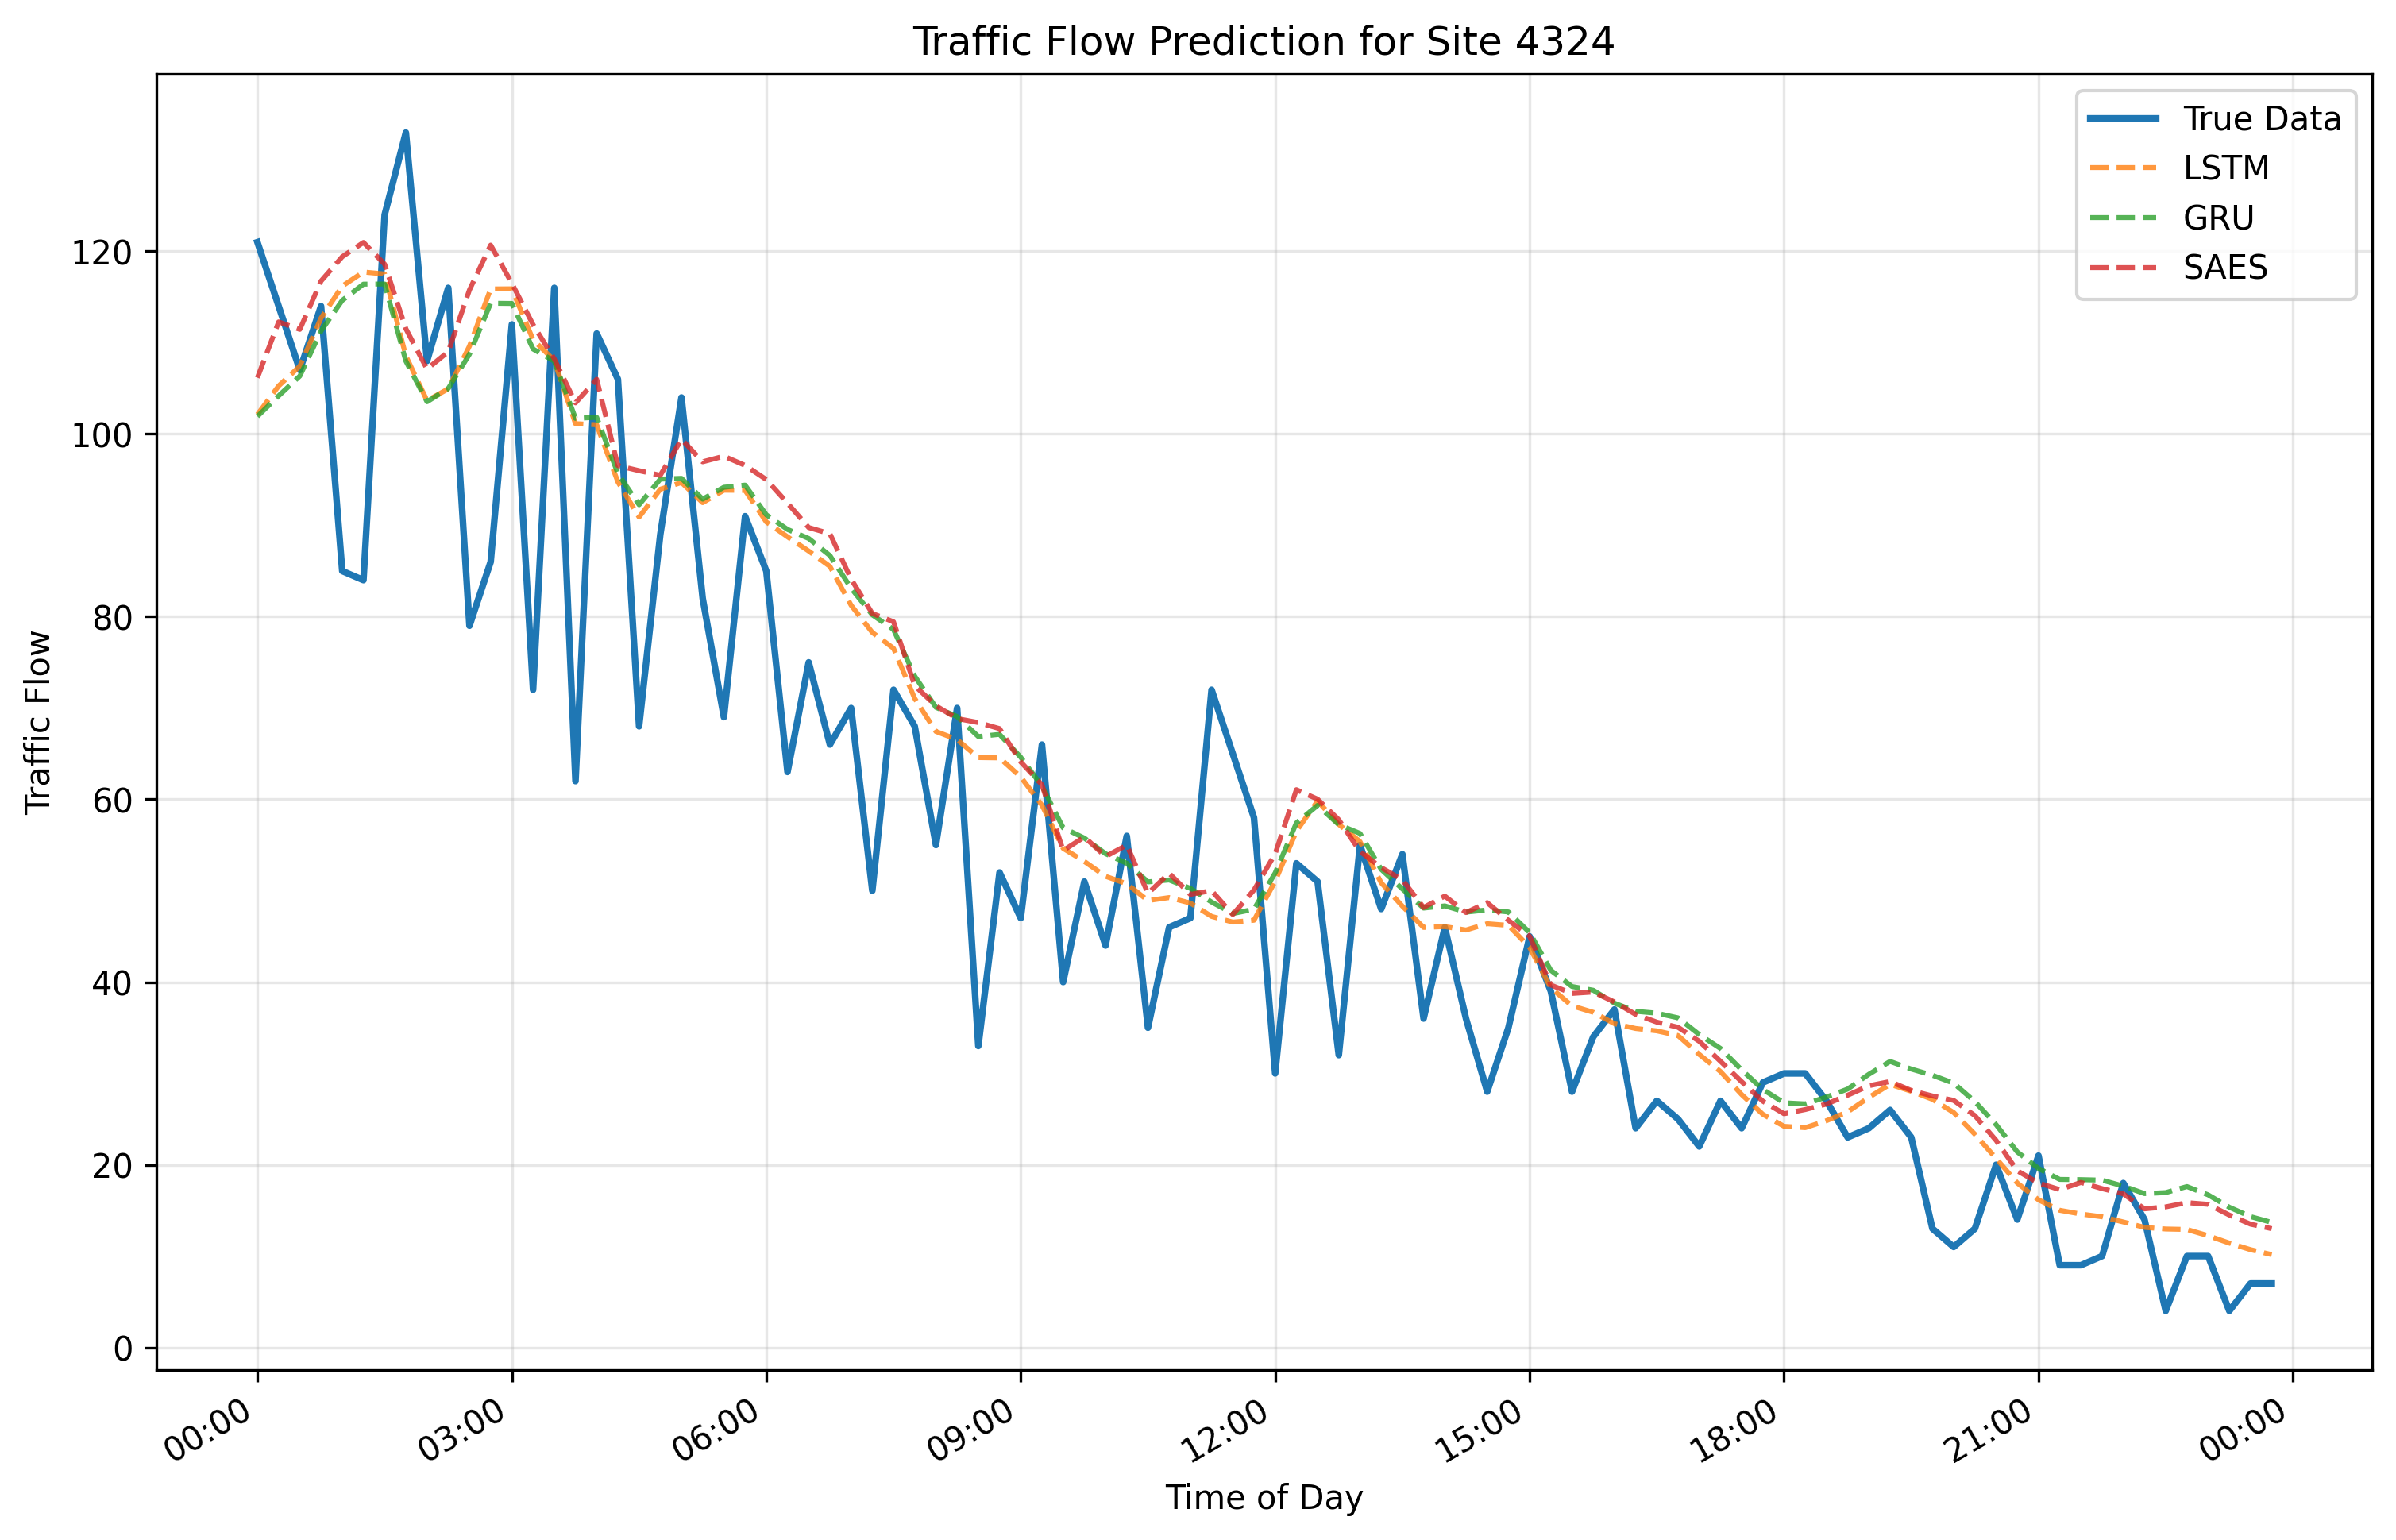 Traffic Flow Prediction for Site 4324
True Data
LSTM
GRU
SAES
Traffic Flow
120
100
80
60
40
20
0
00:00
03:00
06:00
09:00
12:00
15:00
18:00
21:00
00:00
Time of Day